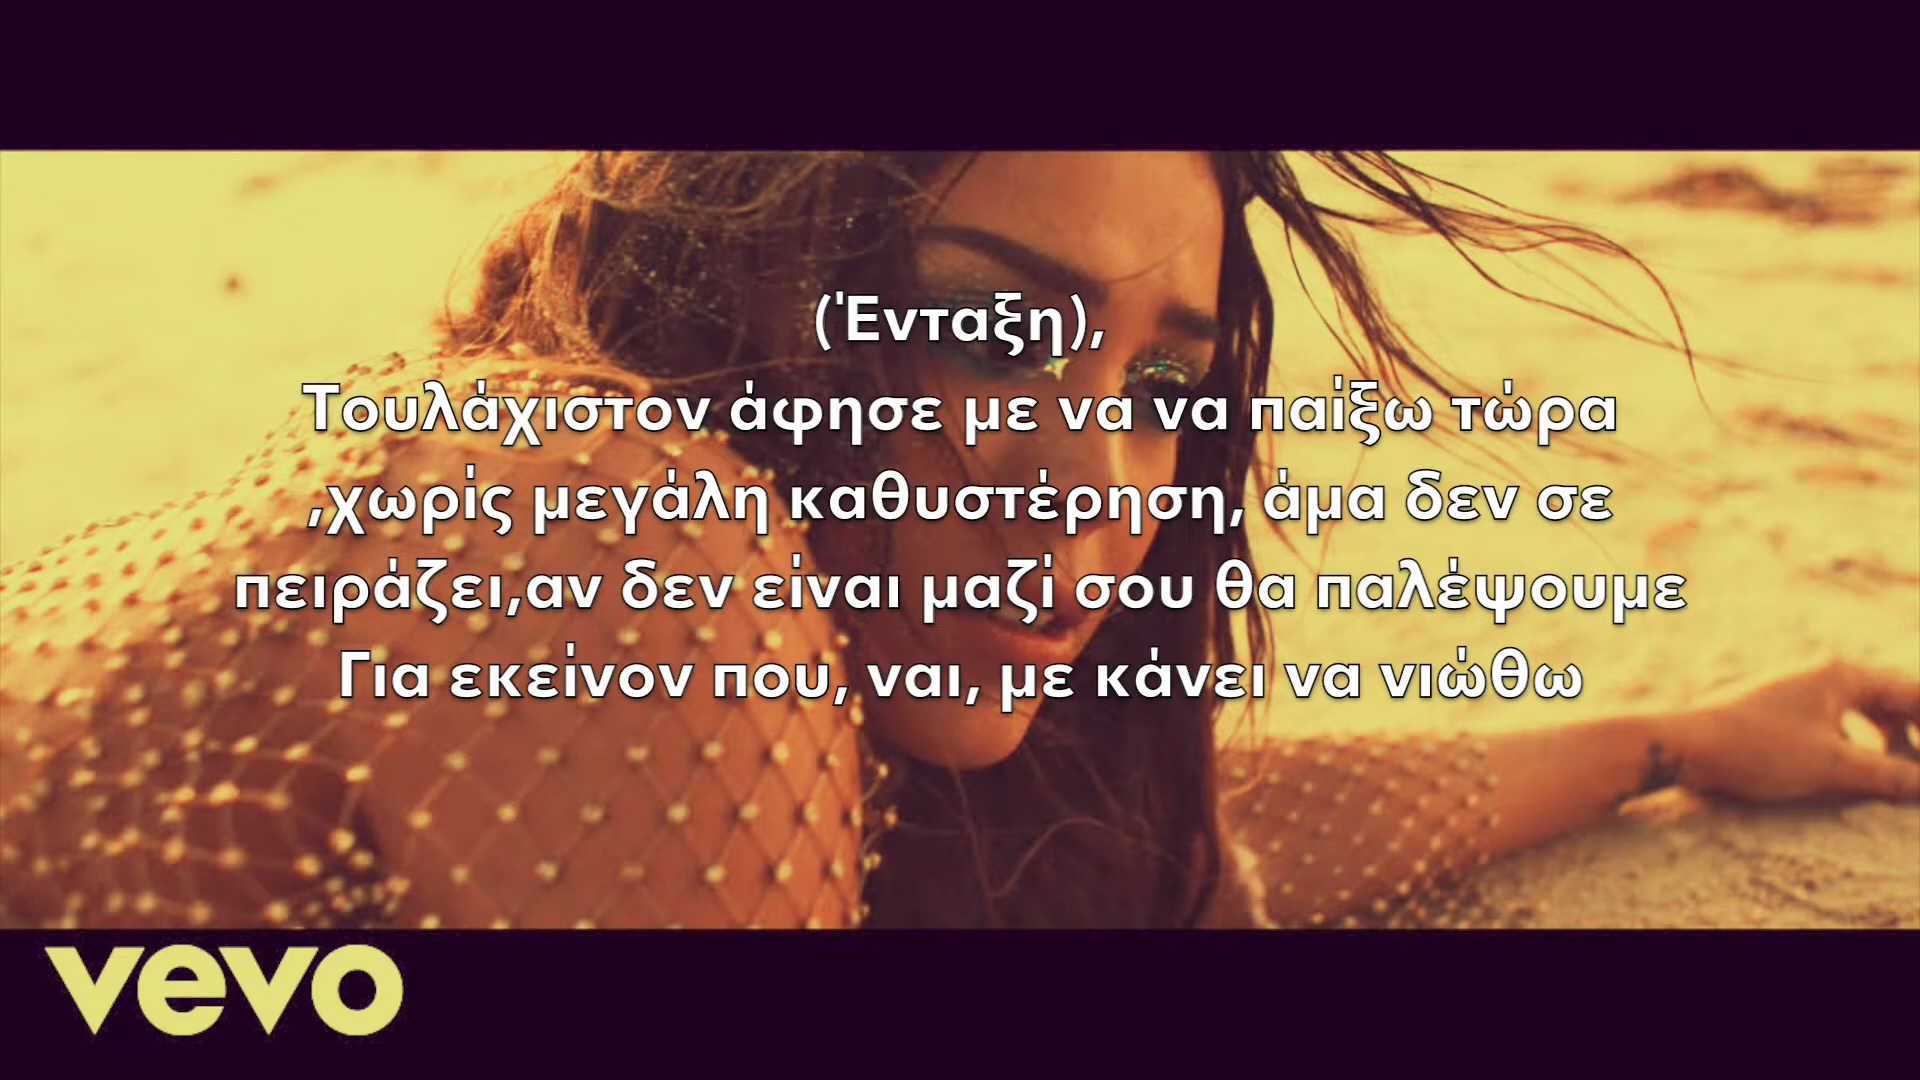 (Ένταξη),
Τουλάχιστον άφησε με να να παίξω τώρα
,χωρίς μεγάλη καθυστέρηση, άμα δεν σε
πειράζει,αν δεν είναι μαζί σου θα παλέψουμε
Για εκείνον που, ναι, με κάνει να νιώθω
vevo